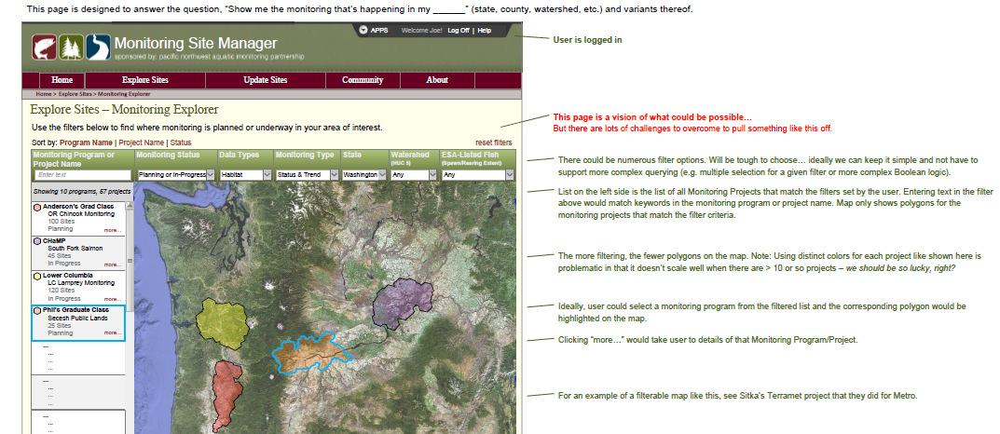 This page is designed to answer the question, "Show me the monitoring that's happening in my ______" (state, county, watershed, etc.) and variants thereof.
APPS Welcome Joe! Log Off | Help
Monitoring Site Manager
sponsored by: pacific northwest aquatic monitoring partnership
Home Explore Sites Update Sites Community About
Home > Explore Sites > Monitoring Explorer
Explore Sites – Monitoring Explorer
Use the filters below to find where monitoring is planned or underway in your area of interest.
Sort by: Program Name | Project Name | Status reset filters
Monitoring Program or Project Name
Monitoring Status
Data Types
Monitoring Type
State
Watershed
(HUC 5)
ESA-Listed Fish
(Spawn/Rearing Extent)
Enter text
Planning or In-Progress
Habitat
Status & Trend
Washington
Any
Any
Showing 10 programs, 57 projects
Anderson's Grad Class
OR Chinook Monitoring
100 Sites
Planning more...
CHaMP
South Fork Salmon
45 Sites
In Progress more...
Lower Columbia
LC Lamprey Monitoring
120 Sites
In Progress more...
Phil's Graduate Class
Secesh Public Lands
25 Sites
Planning more...
...
...
...
...
...
...
...
...
...
...
...
User is logged in
This page is a vision of what could be possible...
But there are lots of challenges to overcome to pull something like this off.
There could be numerous filter options. Will be tough to choose... ideally we can keep it simple and not have to
support more complex querying (e.g. multiple selection for a given filter or more complex Boolean logic).
List on the left side is the list of all Monitoring Projects that match the filters set by the user. Entering text in the filter
above would match keywords in the monitoring program or project name. Map only shows polygons for the
monitoring projects that match the filter criteria.
The more filtering, the fewer polygons on the map. Note: Using distinct colors for each project like shown here is
problematic in that it doesn't scale well when there are > 10 or so projects – we should be so lucky, right?
Ideally, user could select a monitoring program from the filtered list and the corresponding polygon would be
highlighted on the map.
Clicking "more..." would take user to details of that Monitoring Program/Project.
For an example of a filterable map like this, see Sitka's Terramet project that they did for Metro.